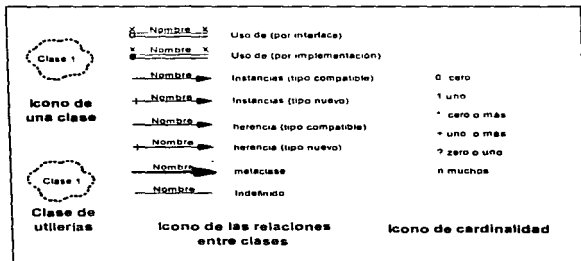 Clase 1
Icono de
una clase
Clase 1
Clase de
utilerias
x Nombre x Uso de (por interface)
x Nombre x Uso de (por implementación)
Nombre Instancias (tipo compatible)
Nombre Instancias (tipo nuevo)
Nombre herencia (tipo compatible)
Nombre herencia (tipo nuevo)
Nombre metaclase
Nombre Indefinido
Icono de las relaciones
entre clases
0 cero
1 uno
* cero o más
+ uno o más
? zero o uno
n muchos
Icono de cardinalidad